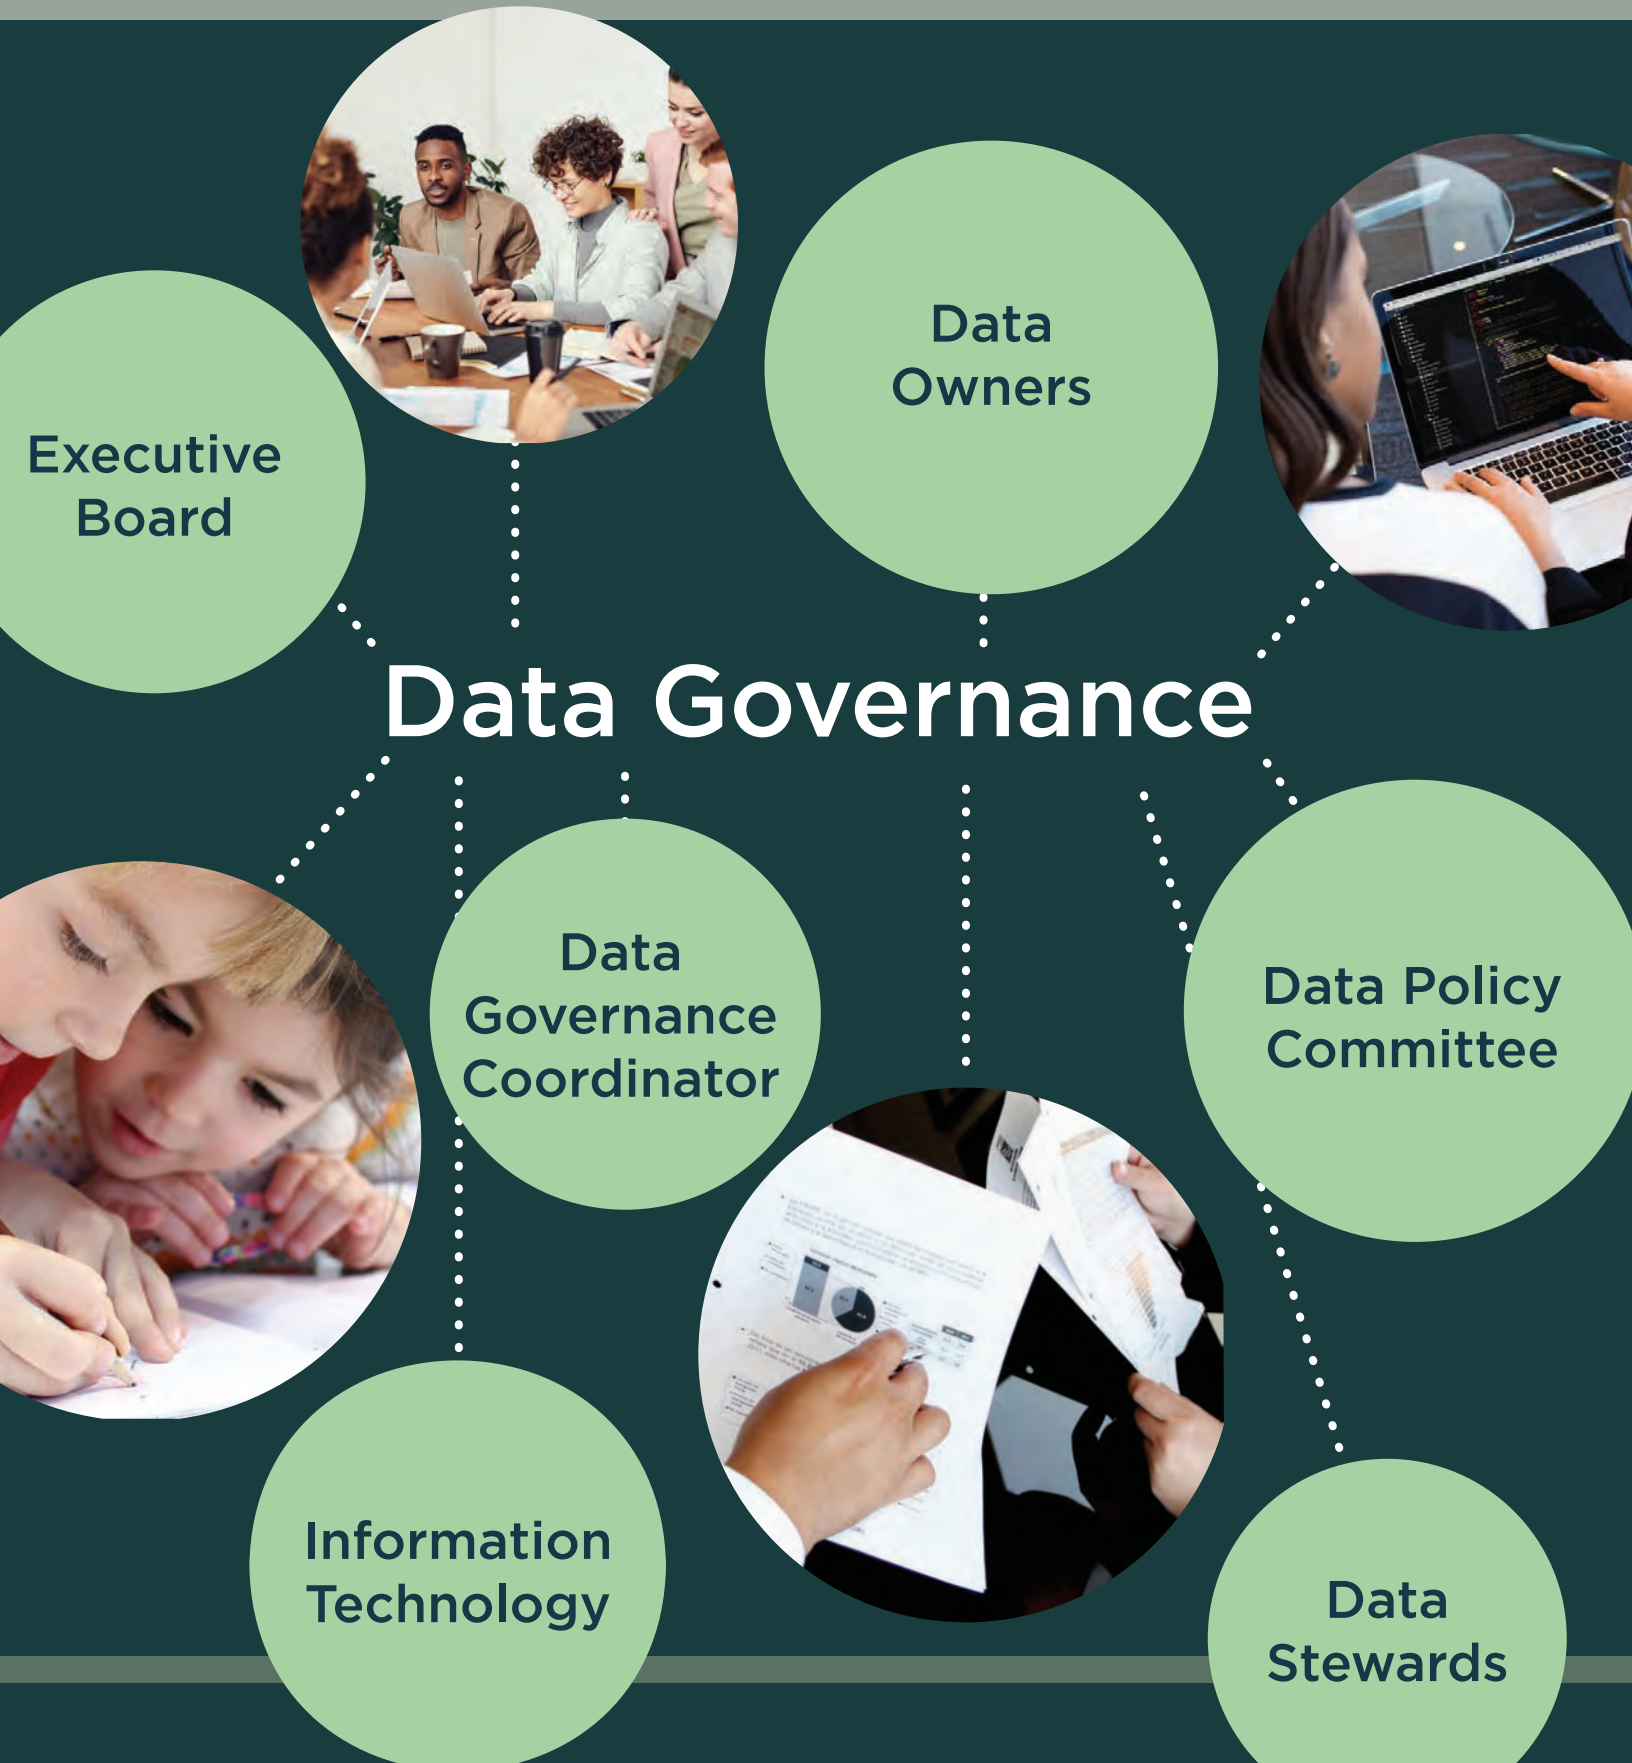 Data
Owners
Executive
Board
Data Governance
Data
Governance
Coordinator
Data Policy
Committee
Information
Technology
Data
Stewards